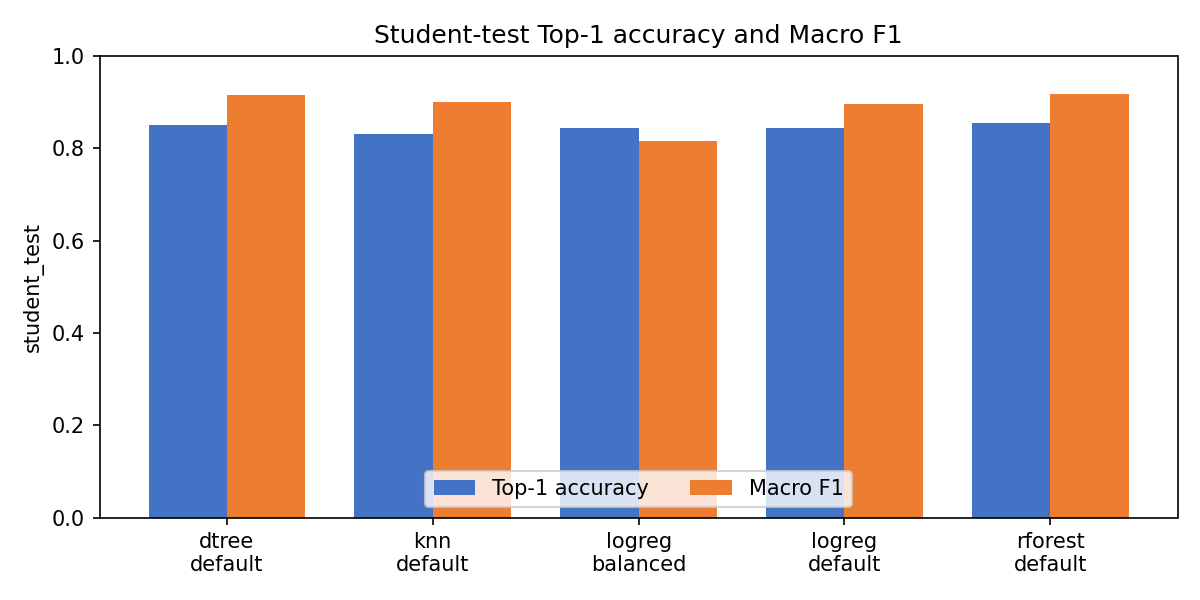 Student-test Top-1 accuracy and Macro F1
student_test
1.0
0.8
0.6
0.4
0.2
0.0
Top-1 accuracy
Macro F1
dtree
default
knn
default
logreg
balanced
logreg
default
rforest
default